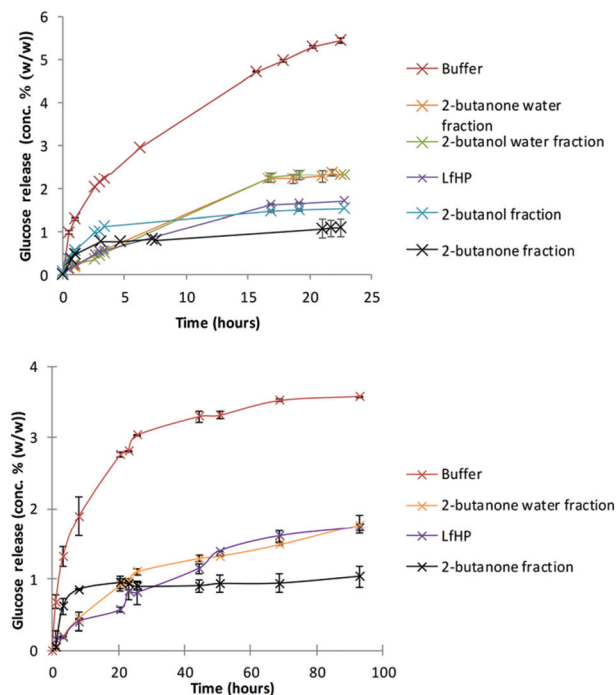 6
5
4
3
2
1
0
0 5 10 15 20 25
Glucose release (conc. % (w/w))
Time (hours)
Buffer
2-butanone water
fraction
2-butanol water fraction
LfHP
2-butanol fraction
2-butanone fraction
4
3
2
1
0
0 20 40 60 80 100
Glucose release (conc. % (w/w))
Time (hours)
Buffer
2-butanone water fraction
LfHP
2-butanone fraction